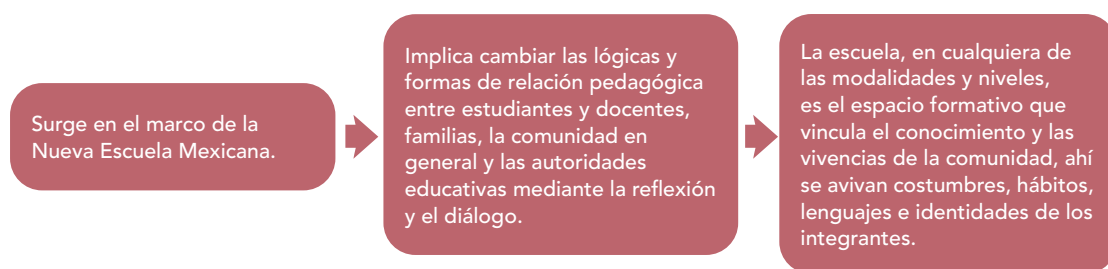 Surge en el marco de la
Nueva Escuela Mexicana.
Implica cambiar las lógicas y
formas de relación pedagógica
entre estudiantes y docentes,
familias, la comunidad en
general y las autoridades
educativas mediante la reflexión
y el diálogo.
La escuela, en cualquiera de
las modalidades y niveles,
es el espacio formativo que
vincula el conocimiento y las
vivencias de la comunidad, ahí
se avivan costumbres, hábitos,
lenguajes e identidades de los
integrantes.